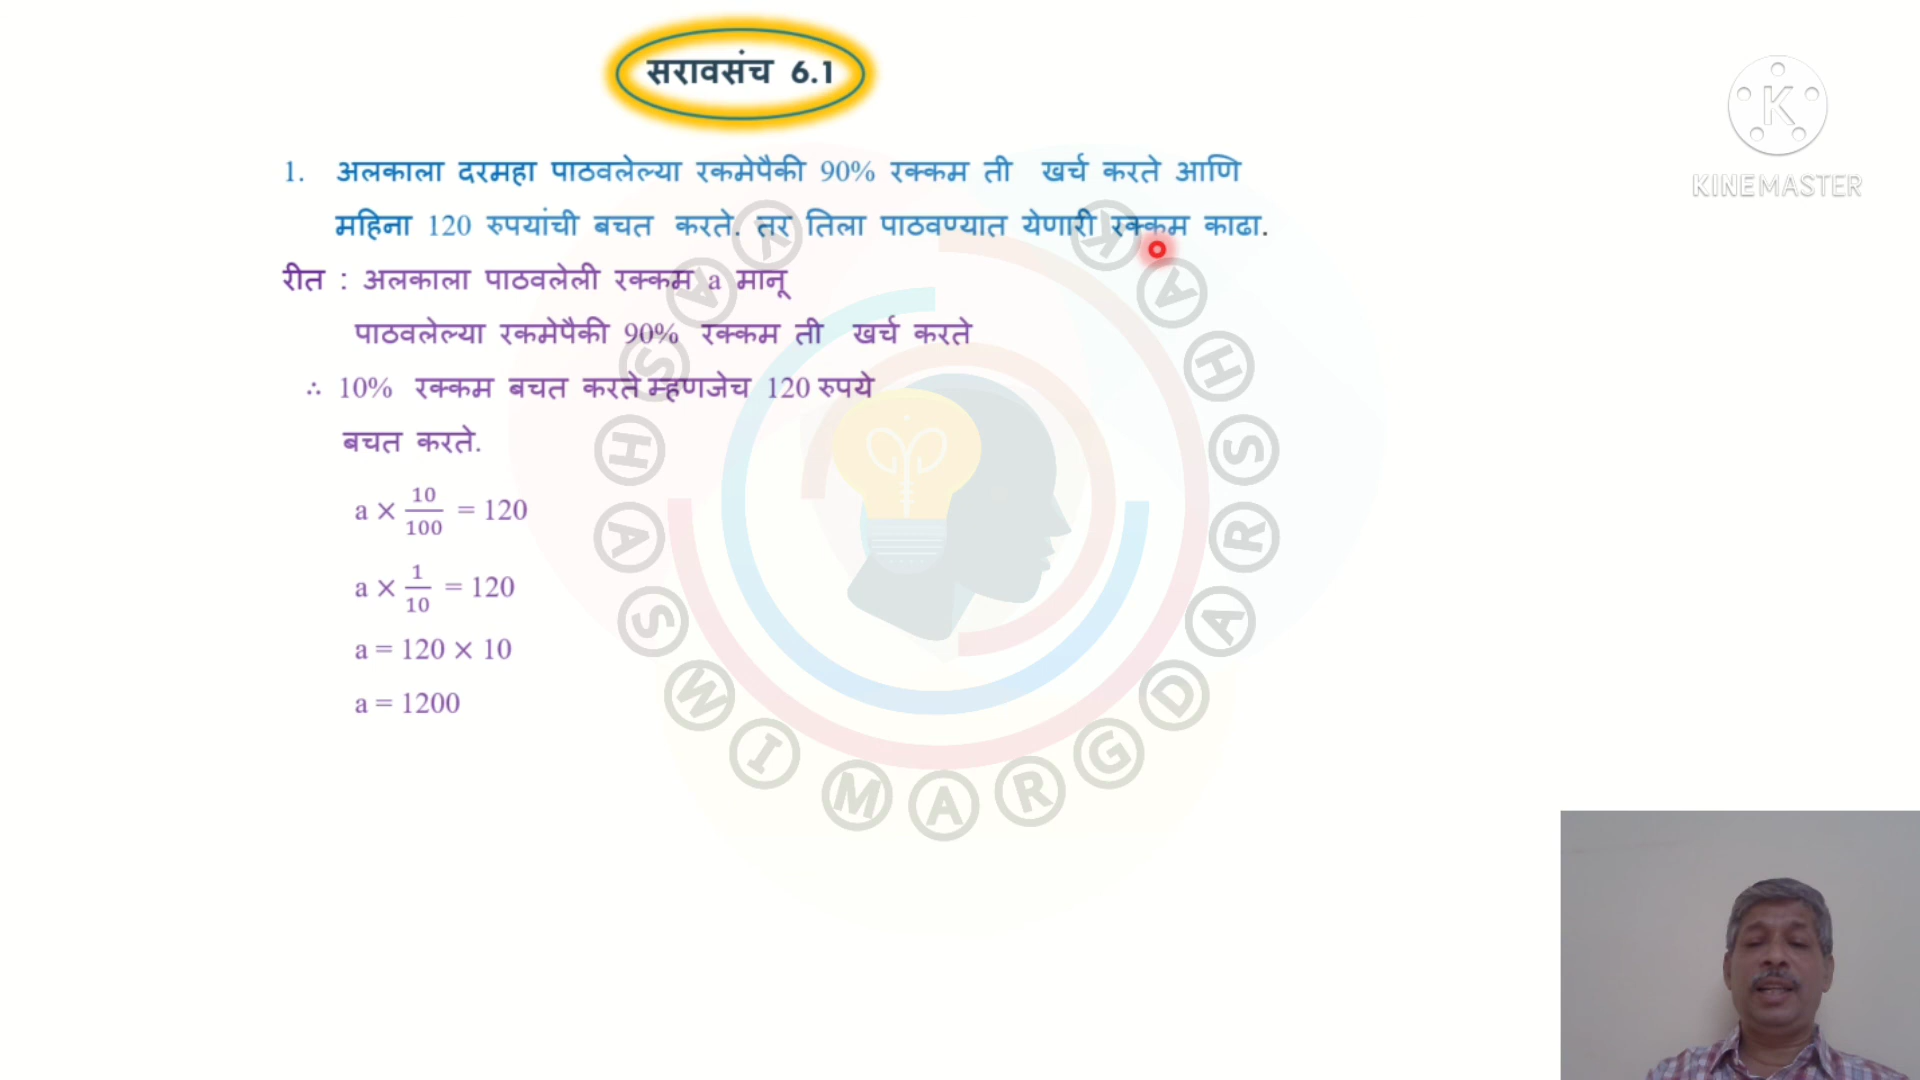 सरावसंच 6.1
KINEMASTER
1. अलकाला दरमहा पाठवलेल्या रकमेपैकी 90% रक्कम ती खर्च करते आणि
महिना 120 रुपयांची बचत करते. तर तिला पाठवण्यात येणारी रक्कम काढा.
रीत : अलकाला पाठवलेली रक्कम a मानू
पाठवलेल्या रकमेपैकी 90% रक्कम ती खर्च करते
∴ 10% रक्कम बचत करते म्हणजेच 120 रुपये
बचत करते.
a × 10/100 = 120
a × 1/10 = 120
a = 120 × 10
a = 1200
YASHASWI MARGDARSHAK